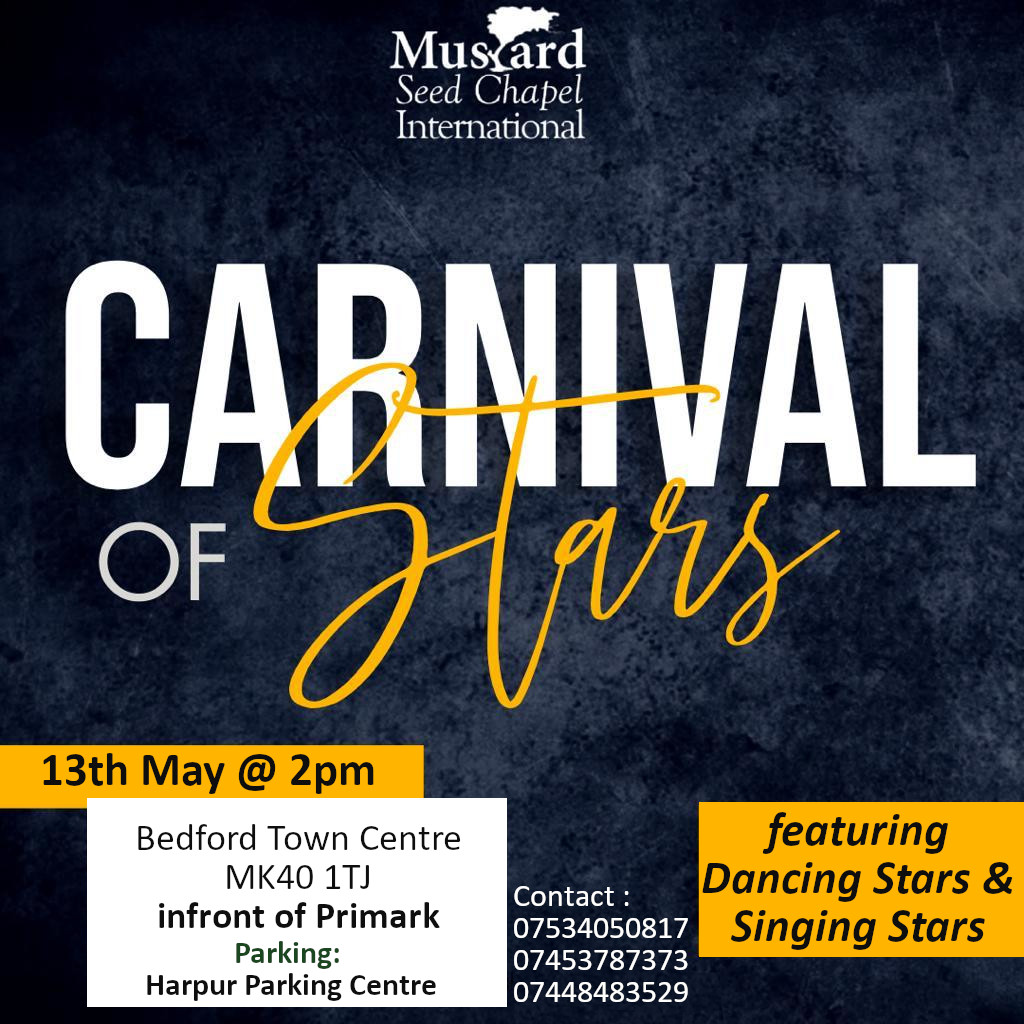 Mustard
Seed Chapel
International
CARNIVAL
OF Stars
13th May @ 2pm
Bedford Town Centre
MK40 1TJ
infront of Primark
Parking:
Harpur Parking Centre
Contact :
07534050817
07453787373
07448483529
featuring
Dancing Stars &
Singing Stars